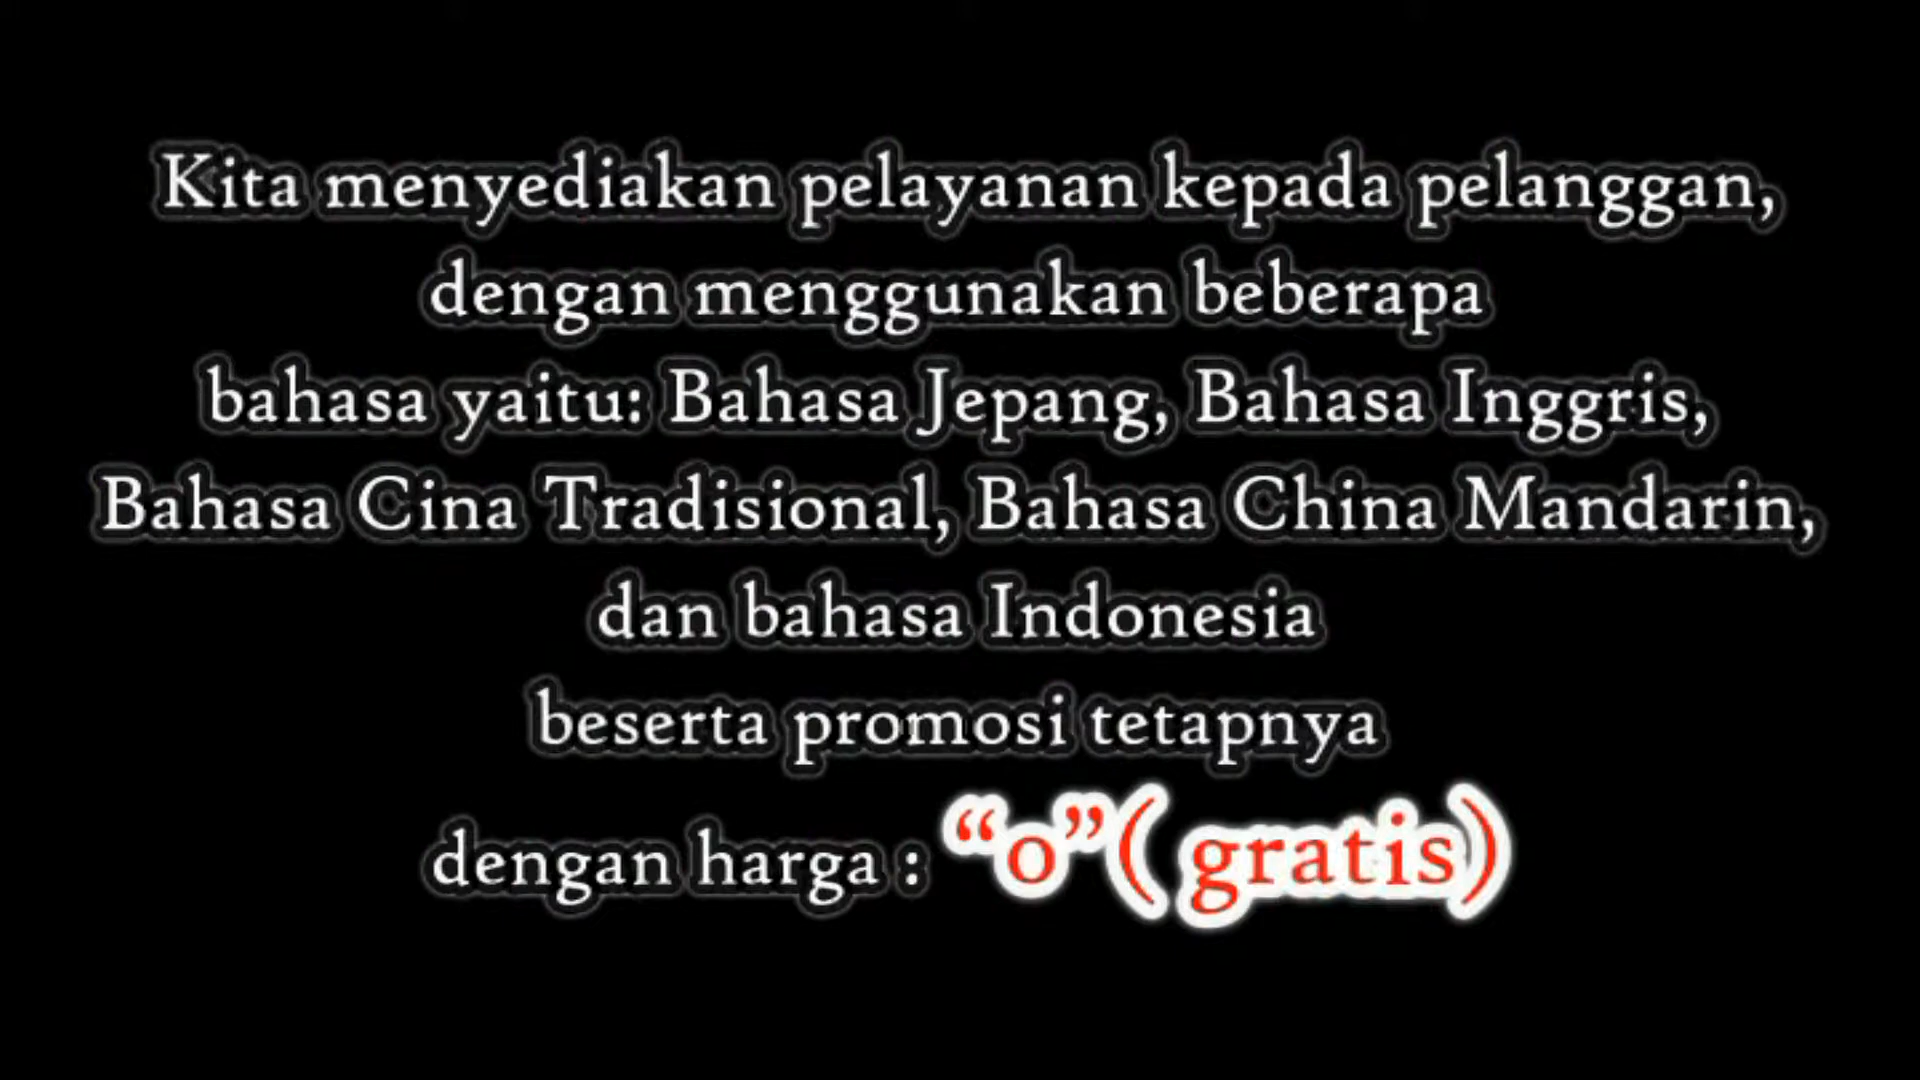 Kita menyediakan pelayanan kepada pelanggan,
dengan menggunakan beberapa
bahasa yaitu: Bahasa Jepang, Bahasa Inggris,
Bahasa Cina Tradisional, Bahasa China Mandarin,
dan bahasa Indonesia
beserta promosi tetapnya
dengan harga : “0”( gratis)